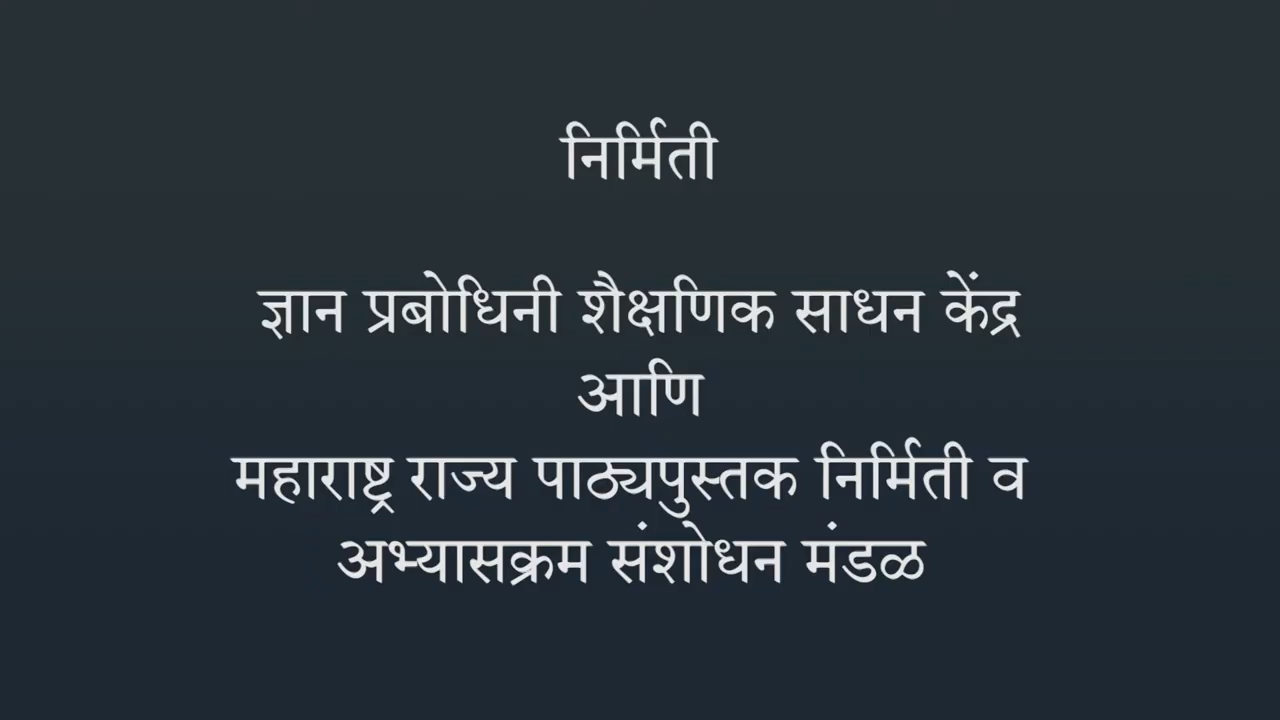 निर्मिती
ज्ञान प्रबोधिनी शैक्षणिक साधन केंद्र
आणि
महाराष्ट्र राज्य पाठ्यपुस्तक निर्मिती व
अभ्यासक्रम संशोधन मंडळ